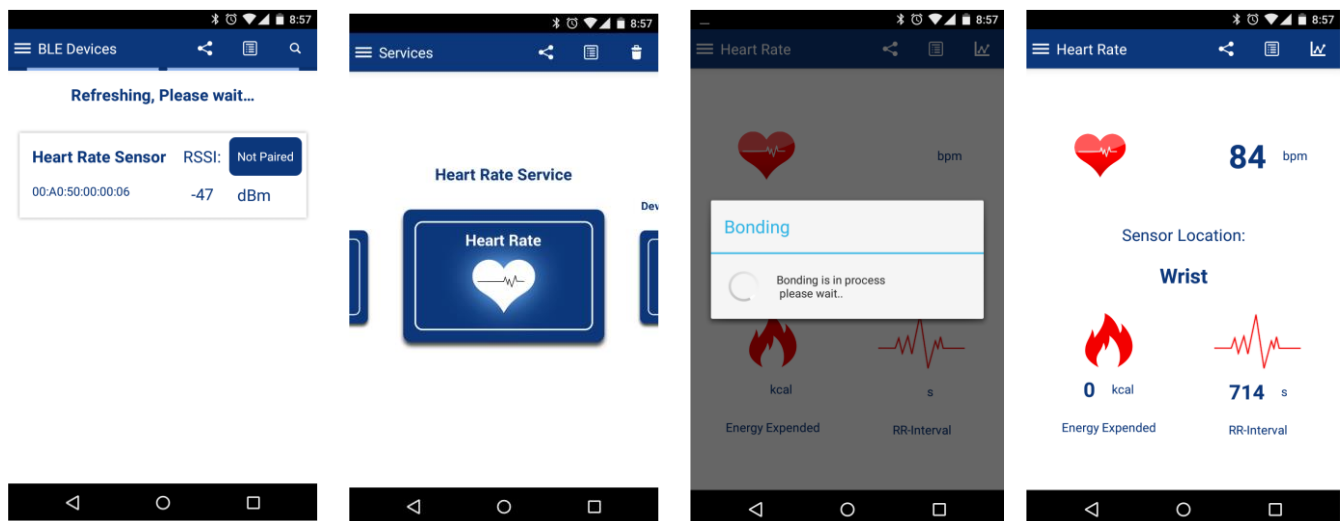 8:57
BLE Devices
Refreshing, Please wait...
Heart Rate Sensor RSSI: Not Paired
00:A0:50:00:00:06 -47 dBm
8:57
Services
Heart Rate Service
Dev
Heart Rate
8:57
Heart Rate
bpm
Bonding
Bonding is in process
please wait..
kcal s
Energy Expended RR-Interval
8:57
Heart Rate
84 bpm
Sensor Location:
Wrist
0 kcal 714 s
Energy Expended RR-Interval